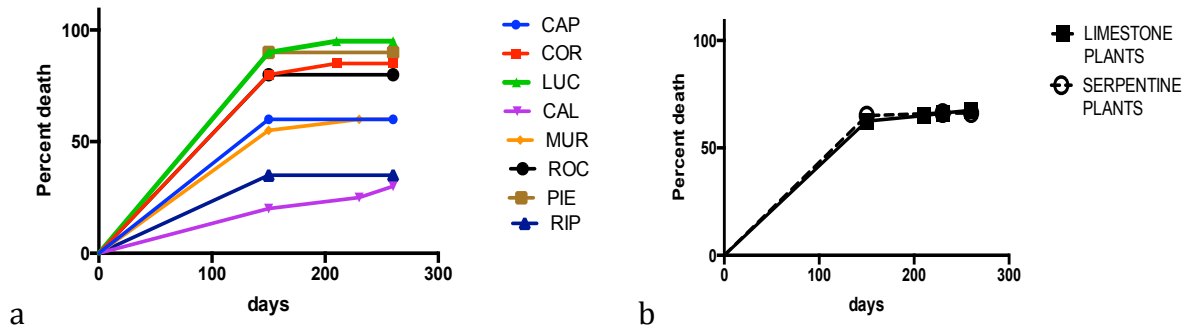 Percent death
100
50
0
0
100
200
300
days
CAP
COR
LUC
CAL
MUR
ROC
PIE
RIP
a
Percent death
100
50
0
0
100
200
300
days
LIMESTONE
PLANTS
SERPENTINE
PLANTS
b